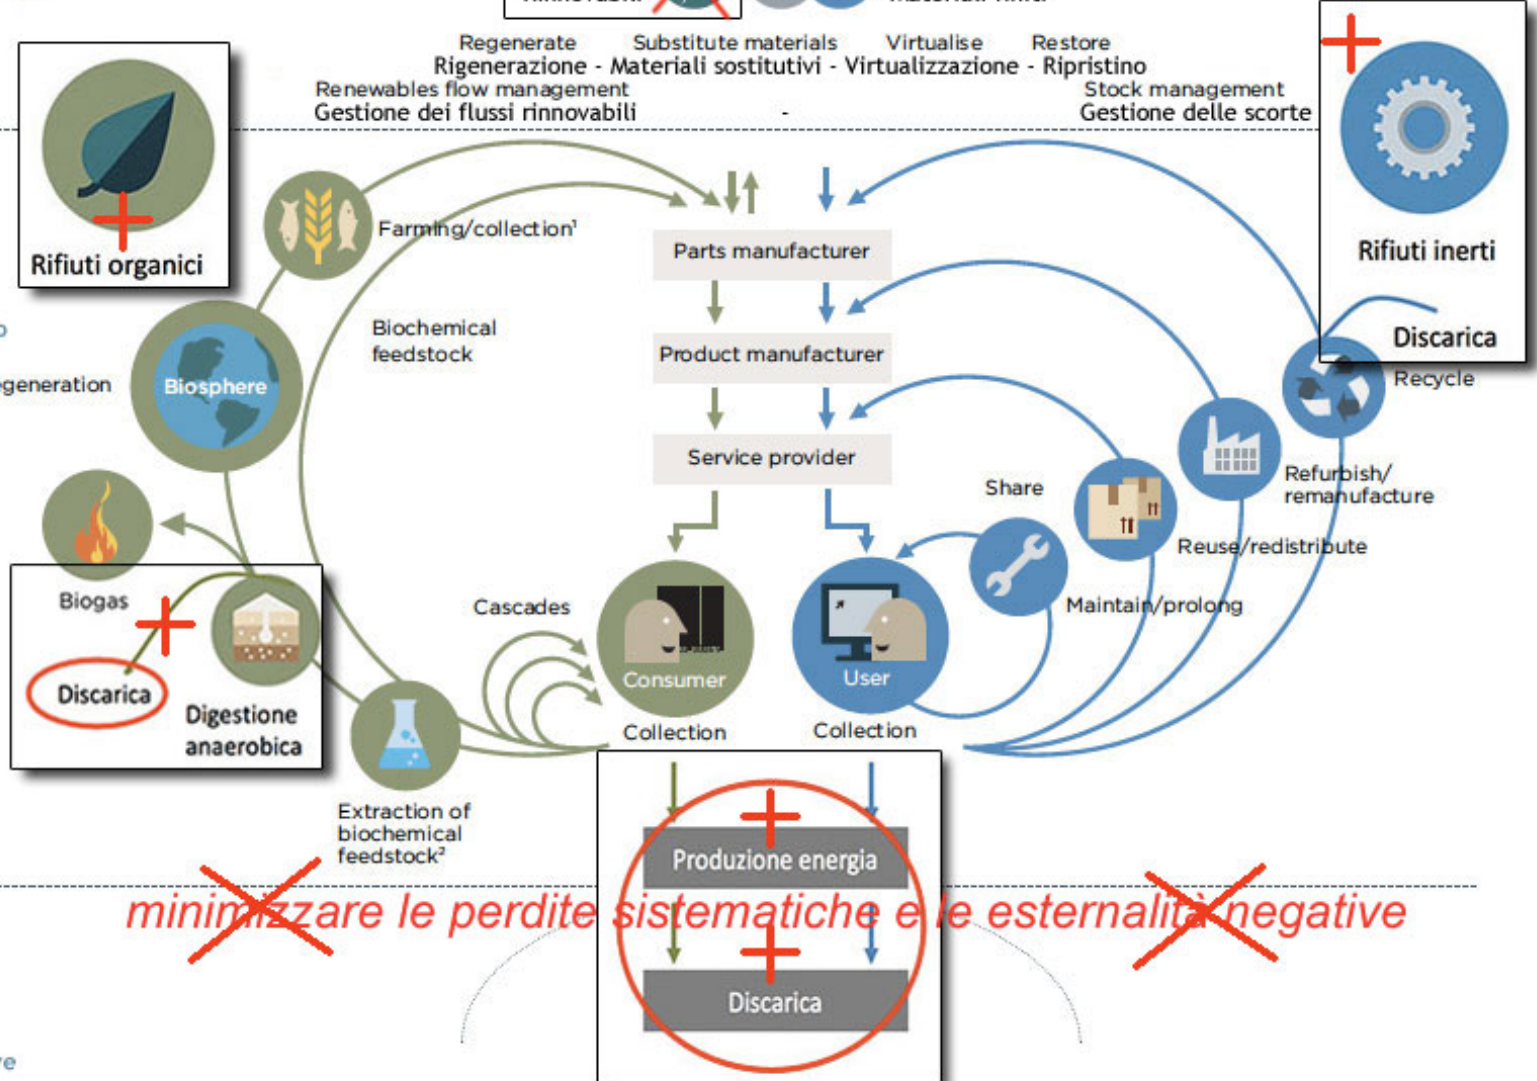 Regenerate Substitute materials Virtualise Restore
Rigenerazione - Materiali sostitutivi - Virtualizzazione - Ripristino
Renewables flow management Stock management
Gestione dei flussi rinnovabili - Gestione delle scorte
Rifiuti organici
Farming/collection¹
Parts manufacturer
Rifiuti inerti
Biochemical
feedstock
Discarica
Product manufacturer
Recycle
Biosphere
Service provider
Refurbish/
remanufacture
Share
Reuse/redistribute
Biogas
Cascades
Maintain/prolong
Consumer
User
Discarica
Digestione
anaerobica
Collection
Collection
Extraction of
biochemical
feedstock²
Produzione energia
minimizzare le perdite sistematiche e le esternalità negative
Discarica